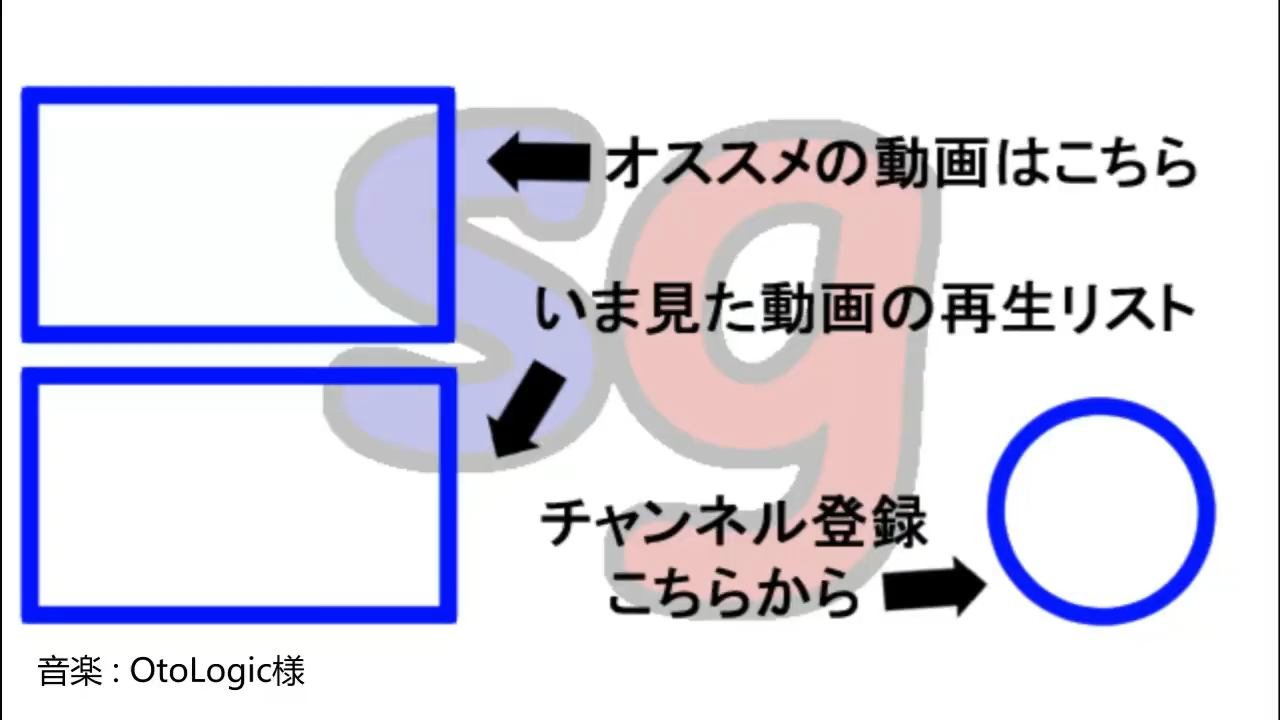 sg
オススメの動画はこちら
いま見た動画の再生リスト
チャンネル登録
こちらから
音楽 : OtoLogic様